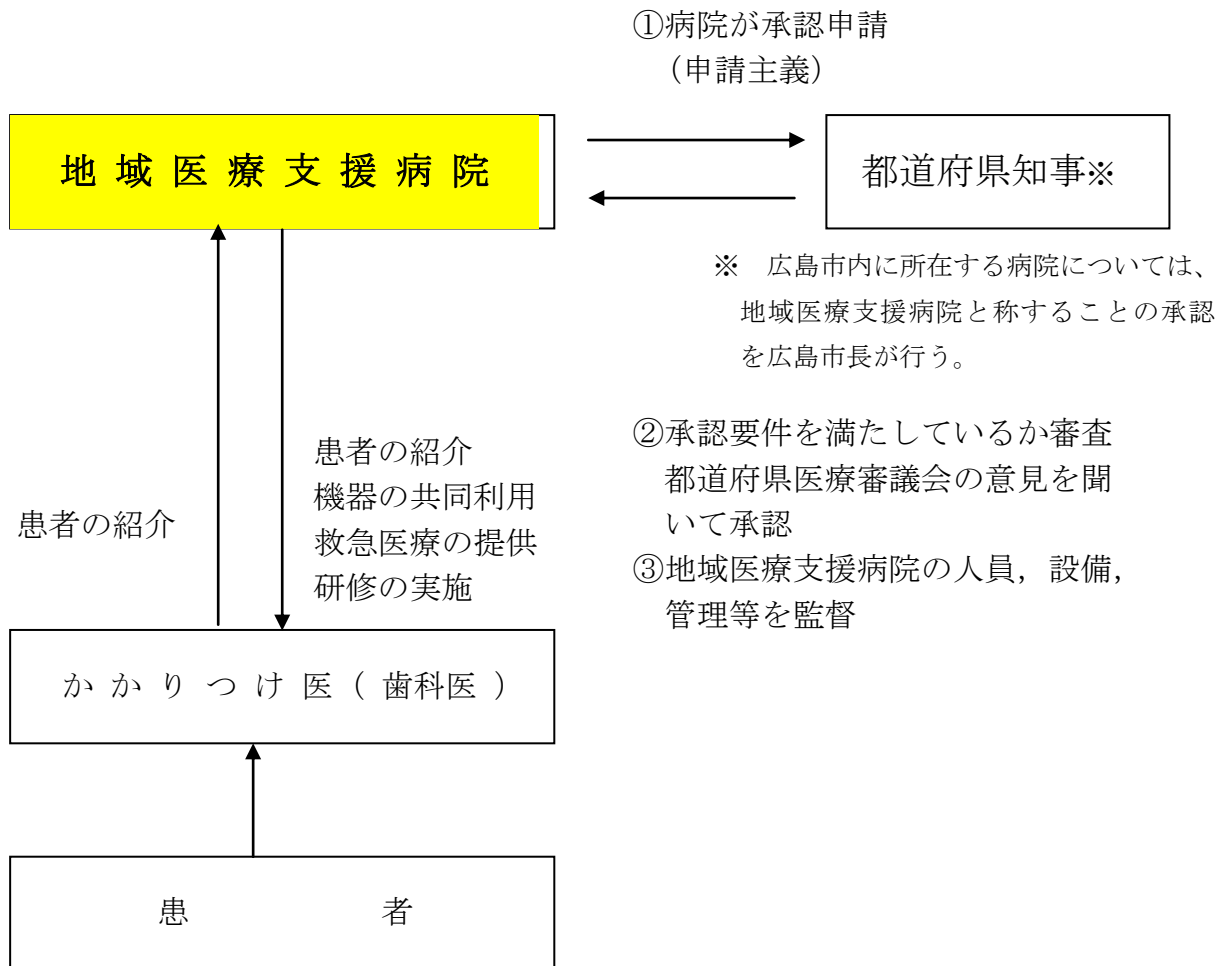 ①病院が承認申請
（申請主義）
地域医療支援病院
都道府県知事※
※　広島市内に所在する病院については、
地域医療支援病院と称することの承認
を広島市長が行う。
②承認要件を満たしているか審査
都道府県医療審議会の意見を聞
いて承認
③地域医療支援病院の人員，設備，
管理等を監督
患者の紹介
患者の紹介
機器の共同利用
救急医療の提供
研修の実施
かかりつけ医（歯科医）
患　　　者